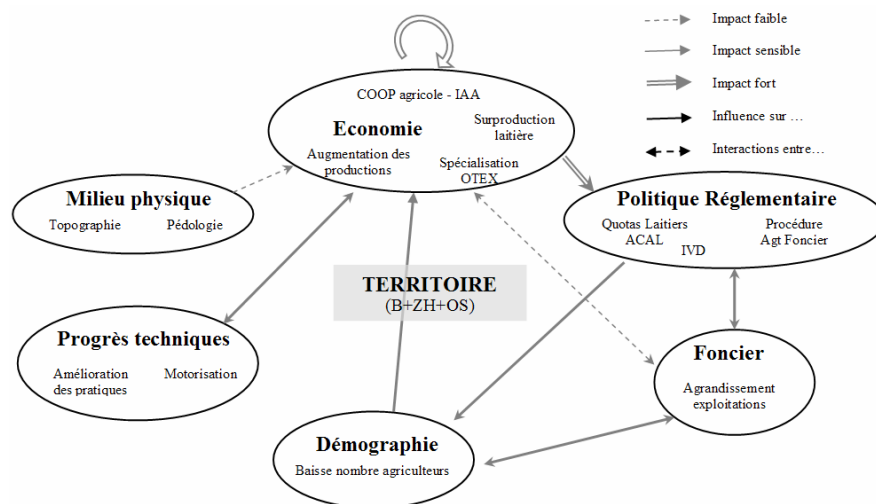 Impact faible
Impact sensible
Impact fort
Influence sur …
Interactions entre…
COOP agricole - IAA
Economie
Surproduction
laitière
Augmentation des
productions
Spécialisation
OTEX
Milieu physique
Topographie
Pédologie
Politique Réglementaire
Quotas Laitiers
ACAL
IVD
Procédure
Agt Foncier
TERRITOIRE
(B+ZH+OS)
Progrès techniques
Amélioration
des pratiques
Motorisation
Foncier
Agrandissement
exploitations
Démographie
Baisse nombre agriculteurs